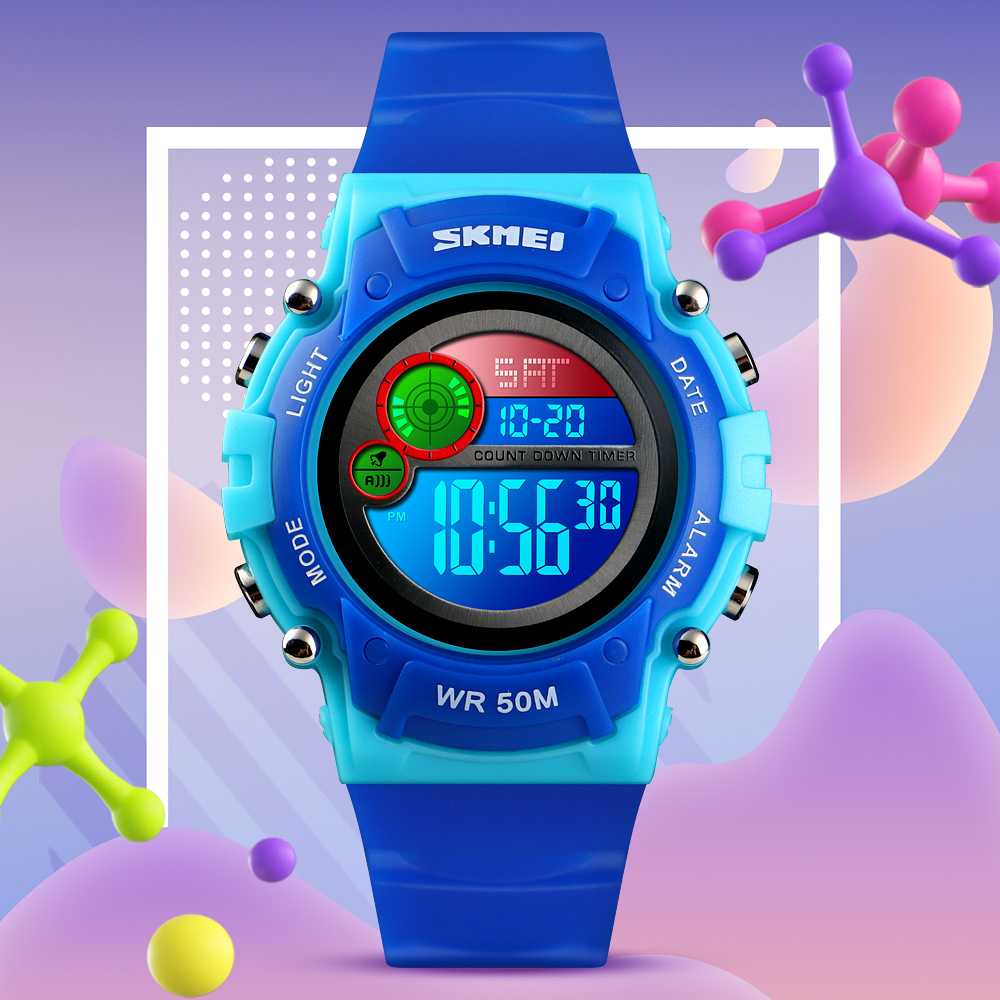 SKMEI
LIGHT
DATE
SAT
10-20
COUNT DOWN TIMER
A)))
PM
10:56 30
MODE
ALARM
WR 50M